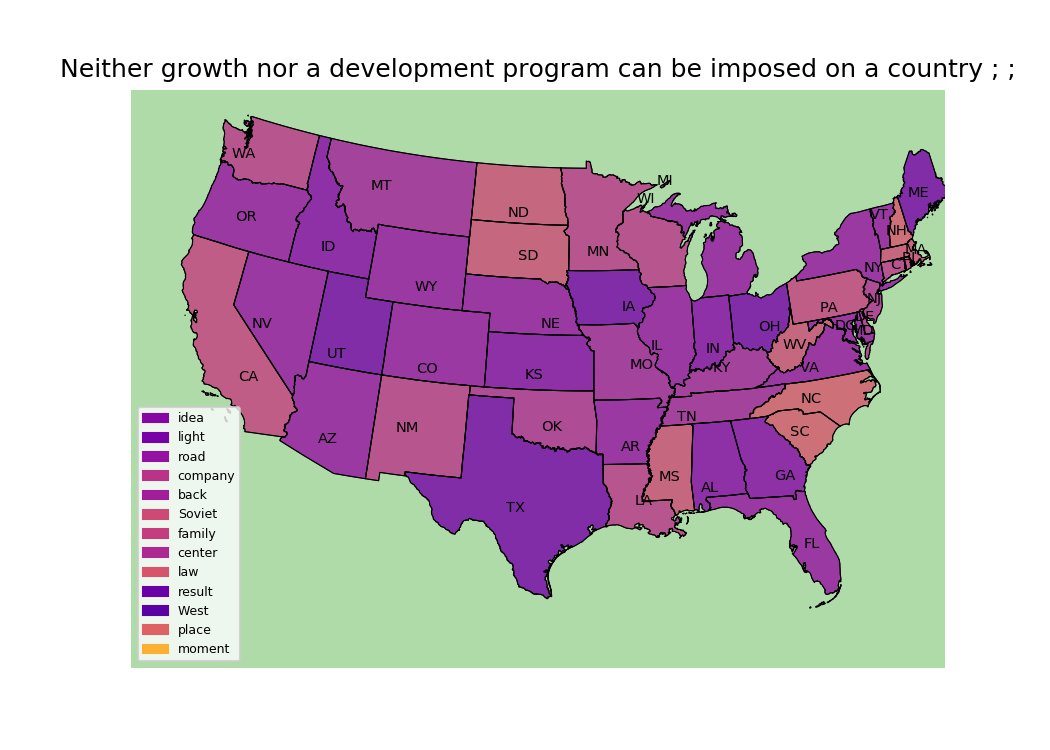 Neither growth nor a development program can be imposed on a country ; ;
WA
MT
ND
MN
WI
MI
ME
VT
NH
MA
RI
CT
NY
OR
ID
SD
WY
NE
IA
PA
NJ
DE
DC
MD
OH
WV
VA
IL
IN
NV
UT
CO
KS
MO
KY
CA
NC
AZ
NM
OK
TN
SC
AR
MS
AL
GA
LA
TX
FL
idea
light
road
company
back
Soviet
family
center
law
result
West
place
moment